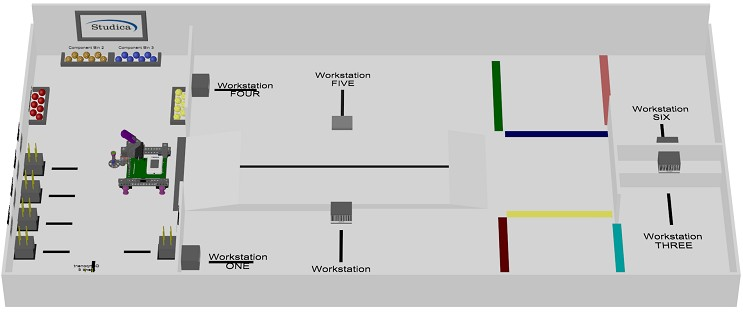 Studica
Component Bin 2
Component Bin 3
Workstation
FOUR
Workstation
FIVE
Workstation
SIX
Workstation
ONE
Workstation
Workstation
THREE